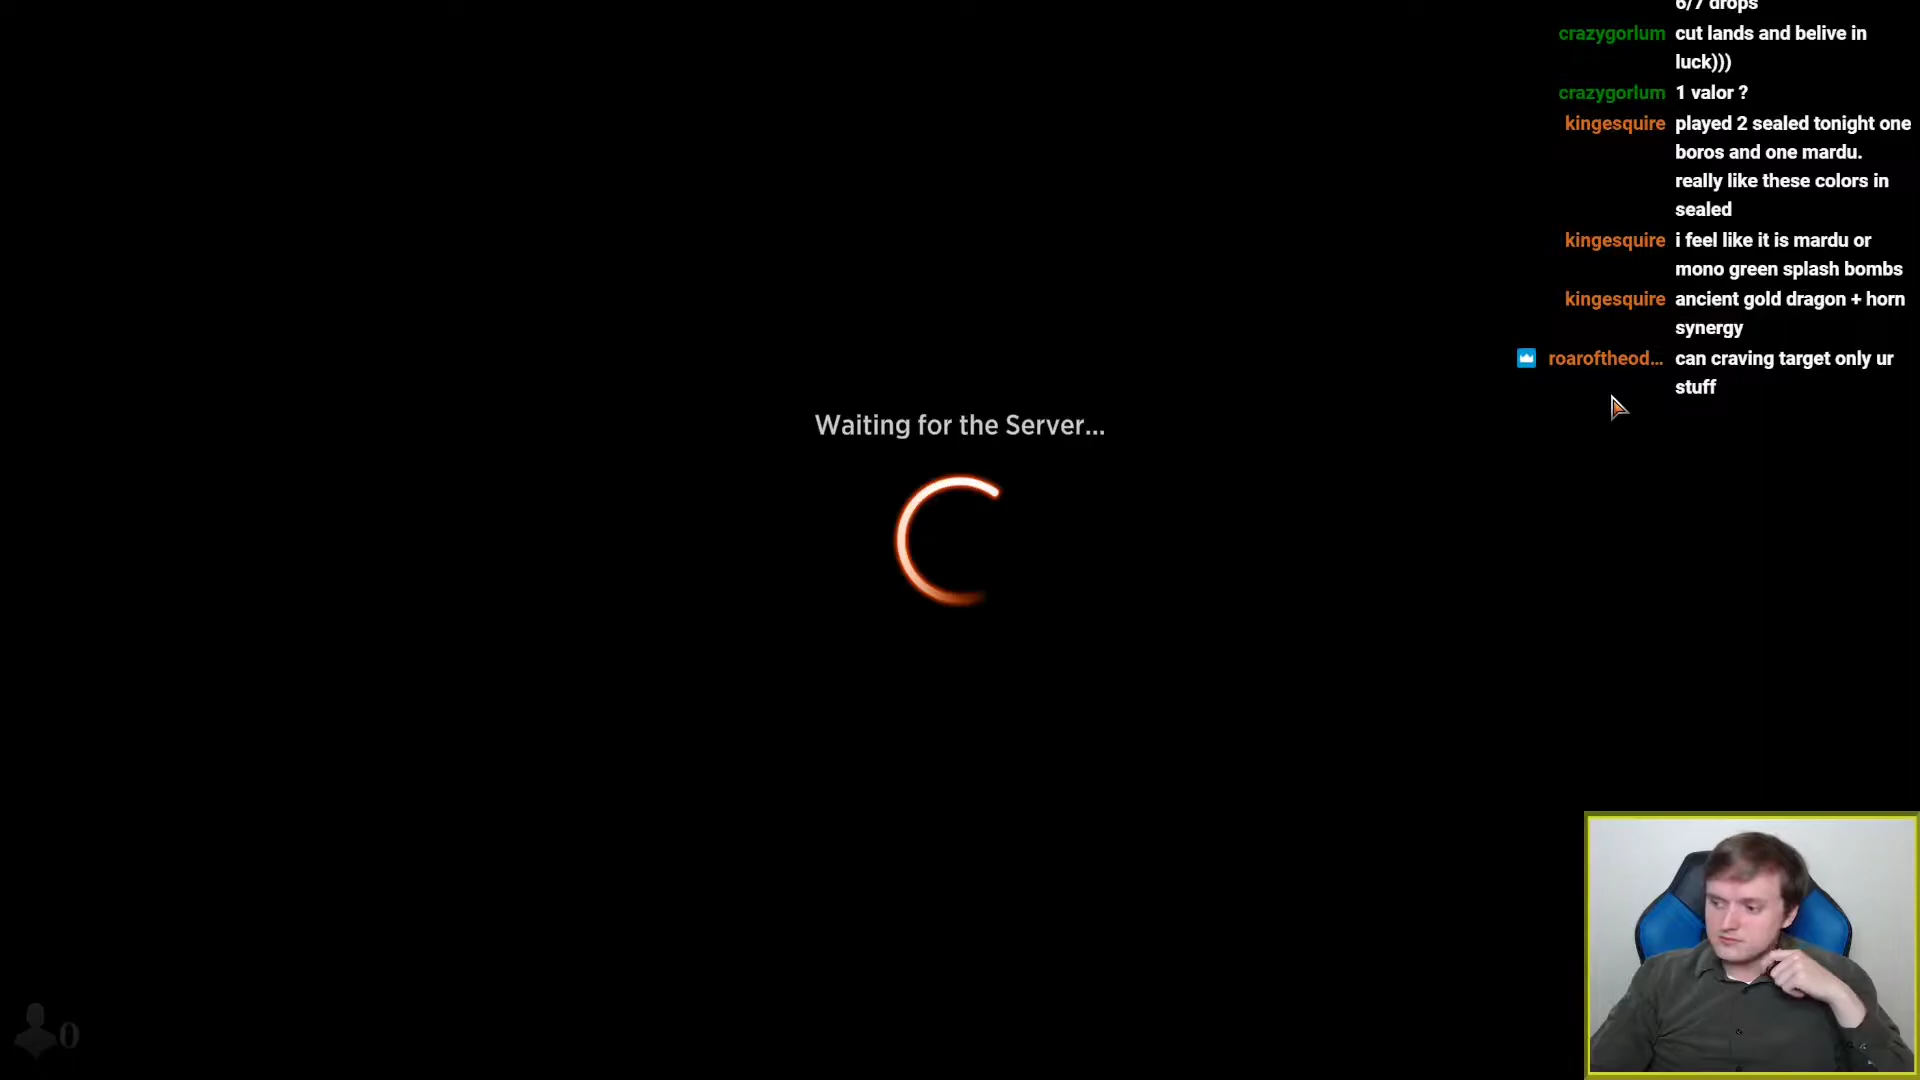 6/7 drops
crazygorlum cut lands and belive in
luck)))
crazygorlum 1 valor ?
kingesquire played 2 sealed tonight one
boros and one mardu.
really like these colors in
sealed
kingesquire i feel like it is mardu or
mono green splash bombs
kingesquire ancient gold dragon + horn
synergy
roaroftheod... can craving target only ur
stuff
Waiting for the Server...
0